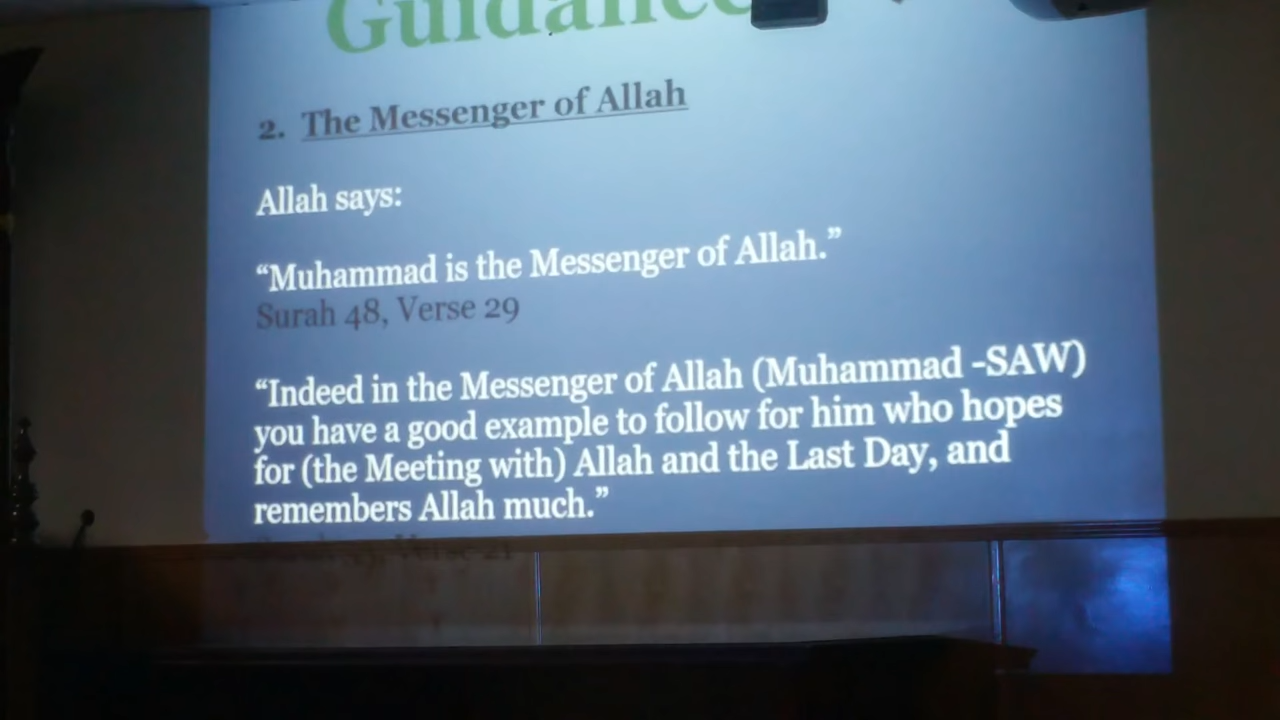 Guidance
2. The Messenger of Allah
Allah says:
“Muhammad is the Messenger of Allah.”
Surah 48, Verse 29
“Indeed in the Messenger of Allah (Muhammad -SAW)
you have a good example to follow for him who hopes
for (the Meeting with) Allah and the Last Day, and
remembers Allah much.”